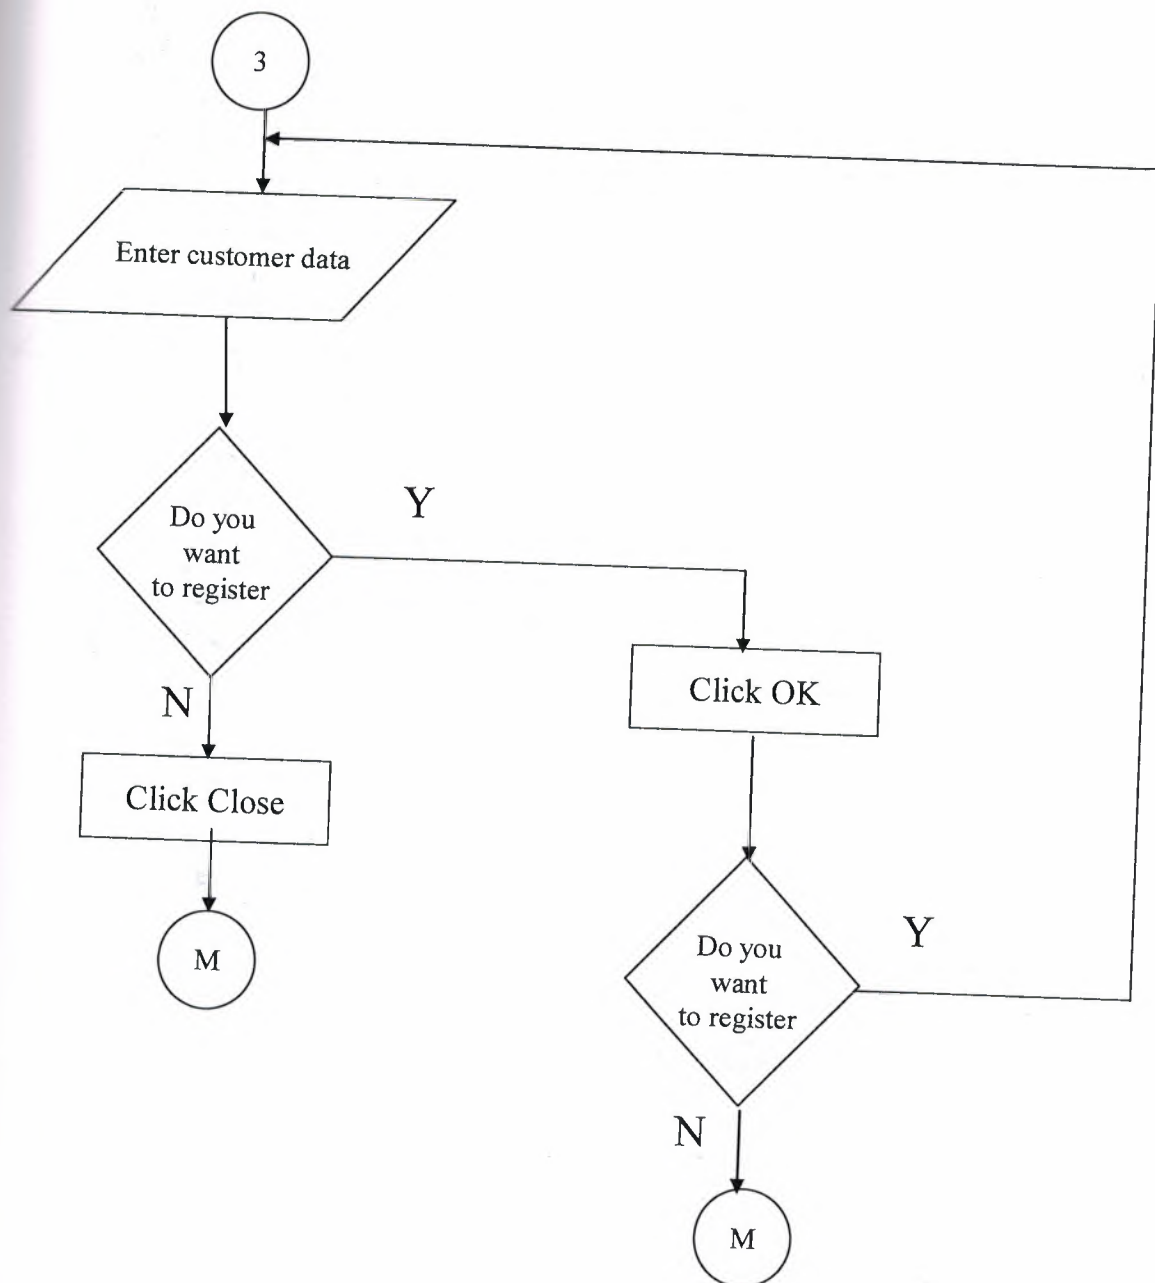 3
Enter customer data
Do you
want
to register
Y
N
Click OK
Click Close
M
Do you
want
to register
Y
N
M